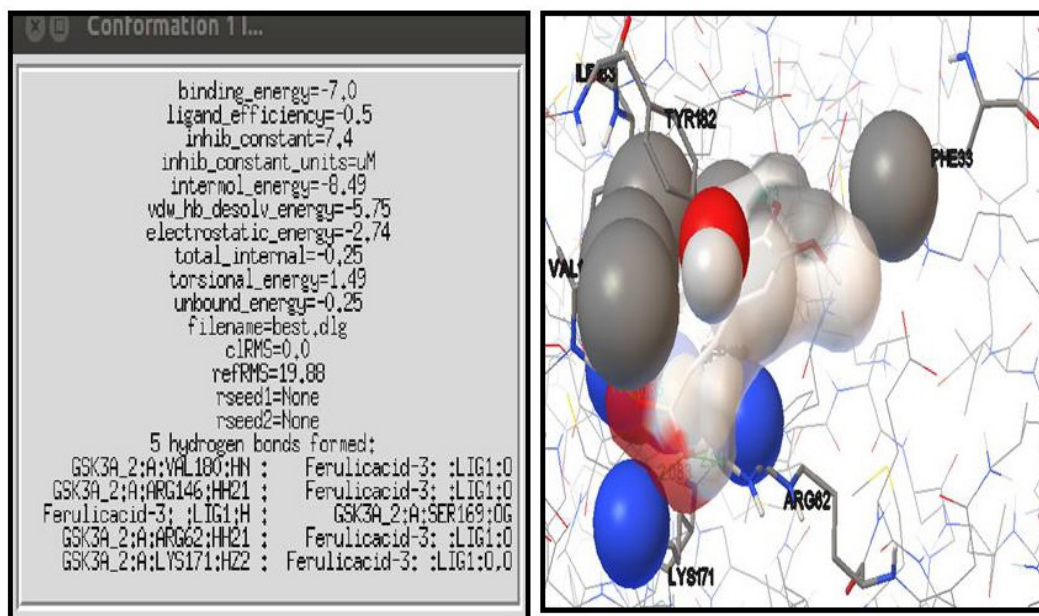 Conformation 1 I...
binding_energy=-7.0
ligand_efficiency=-0.5
inhib_constant=7.4
inhib_constant_units=uM
intermol_energy=-8.49
vdw_hb_desolv_energy=-5.75
electrostatic_energy=-2.74
total_internal=-0.25
torsional_energy=1.49
unbound_energy=-0.25
filename=best.dlg
clRMS=0.0
refRMS=19.88
rseed1=None
rseed2=None
5 hydrogen bonds formed:
GSK3A_2:A:VAL180:HN : Ferulicacid-3: :LIG1:O
GSK3A_2:A:ARG146:HH21 : Ferulicacid-3: :LIG1:O
Ferulicacid-3: :LIG1:H : GSK3A_2:A:SER169:OG
GSK3A_2:A:ARG62:HH21 : Ferulicacid-3: :LIG1:O
GSK3A_2:A:LYS171:HZ2 : Ferulicacid-3: :LIG1:O,O
TYR182
PHE33
ARG62
LYS171